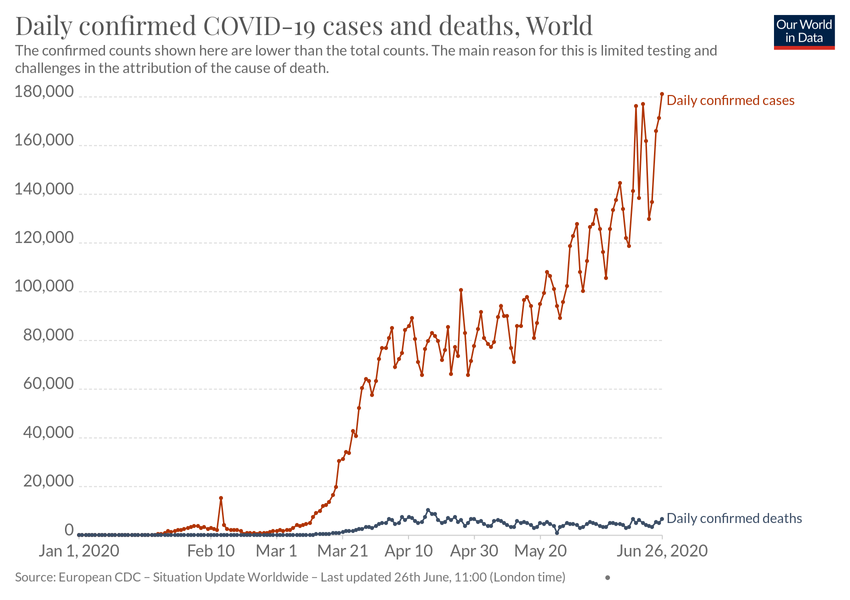 Daily confirmed COVID-19 cases and deaths, World
Our World
in Data
The confirmed counts shown here are lower than the total counts. The main reason for this is limited testing and
challenges in the attribution of the cause of death.
180,000
Daily confirmed cases
160,000
140,000
120,000
100,000
80,000
60,000
40,000
20,000
Daily confirmed deaths
0
Jan 1, 2020 Feb 10 Mar 1 Mar 21 Apr 10 Apr 30 May 20 Jun 26, 2020
Source: European CDC – Situation Update Worldwide – Last updated 26th June, 11:00 (London time) •